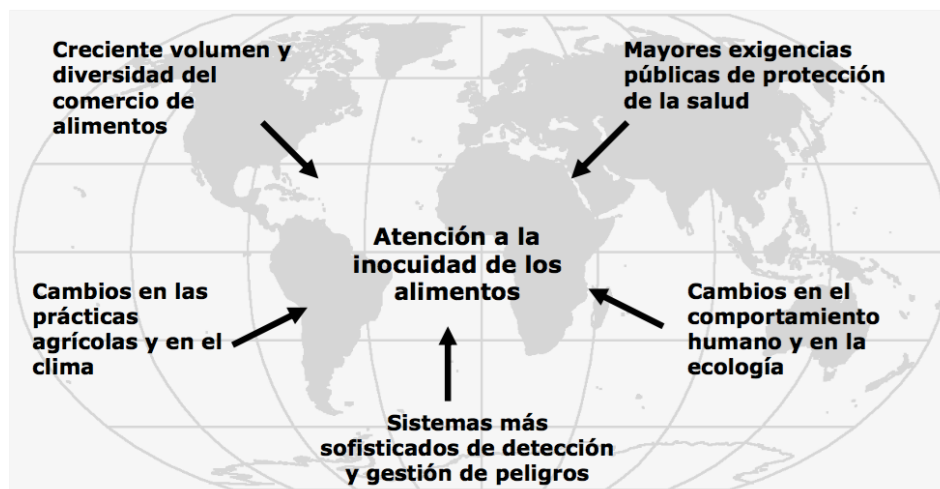 Creciente volumen y
diversidad del
comercio de
alimentos
Mayores exigencias
públicas de protección
de la salud
Atención a la
inocuidad de los
alimentos
Cambios en las
prácticas
agrícolas y en el
clima
Cambios en el
comportamiento
humano y en la
ecología
Sistemas más
sofisticados de detección
y gestión de peligros